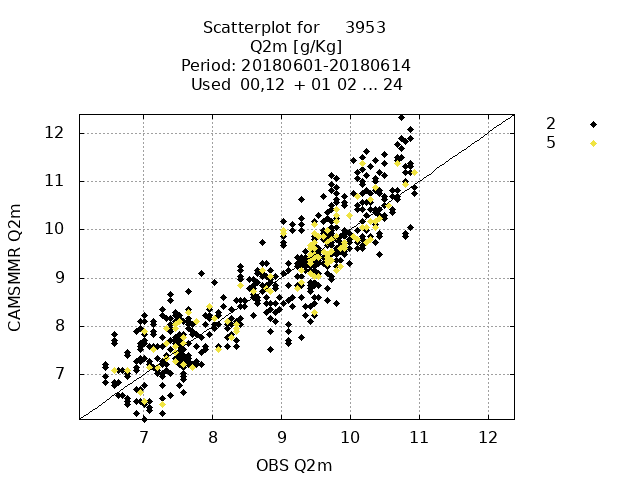 Scatterplot for 3953
Q2m [g/Kg]
Period: 20180601-20180614
Used 00,12 + 01 02 ... 24
2
5
12
11
10
9
8
7
CAMSMMR Q2m
7 8 9 10 11 12
OBS Q2m